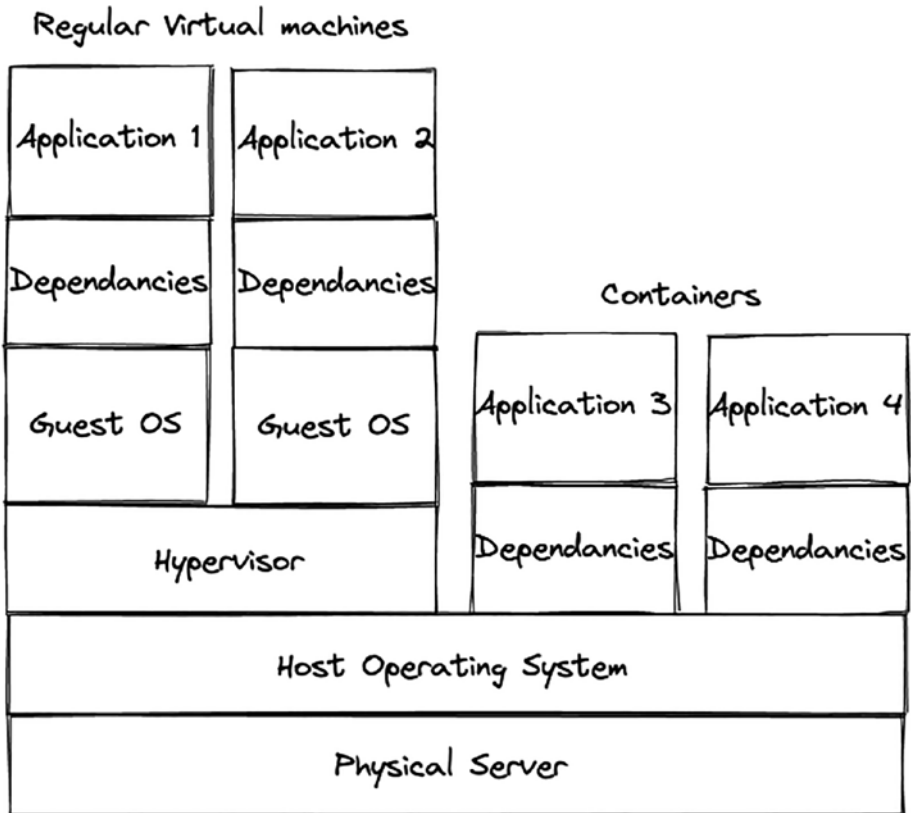 Regular Virtual machines
Application 1
Application 2
Dependancies
Dependancies
Containers
Guest OS
Guest OS
Application 3
Application 4
Hypervisor
Dependancies
Dependancies
Host Operating System
Physical Server